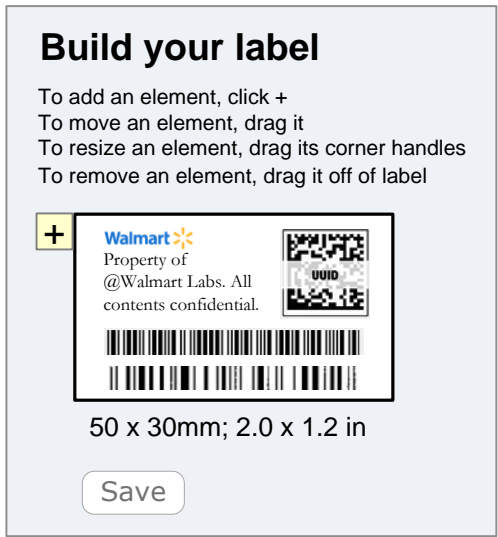 Build your label
To add an element, click +
To move an element, drag it
To resize an element, drag its corner handles
To remove an element, drag it off of label
+
Walmart
Property of
@Walmart Labs. All
contents confidential.
UUID
50 x 30mm; 2.0 x 1.2 in
Save